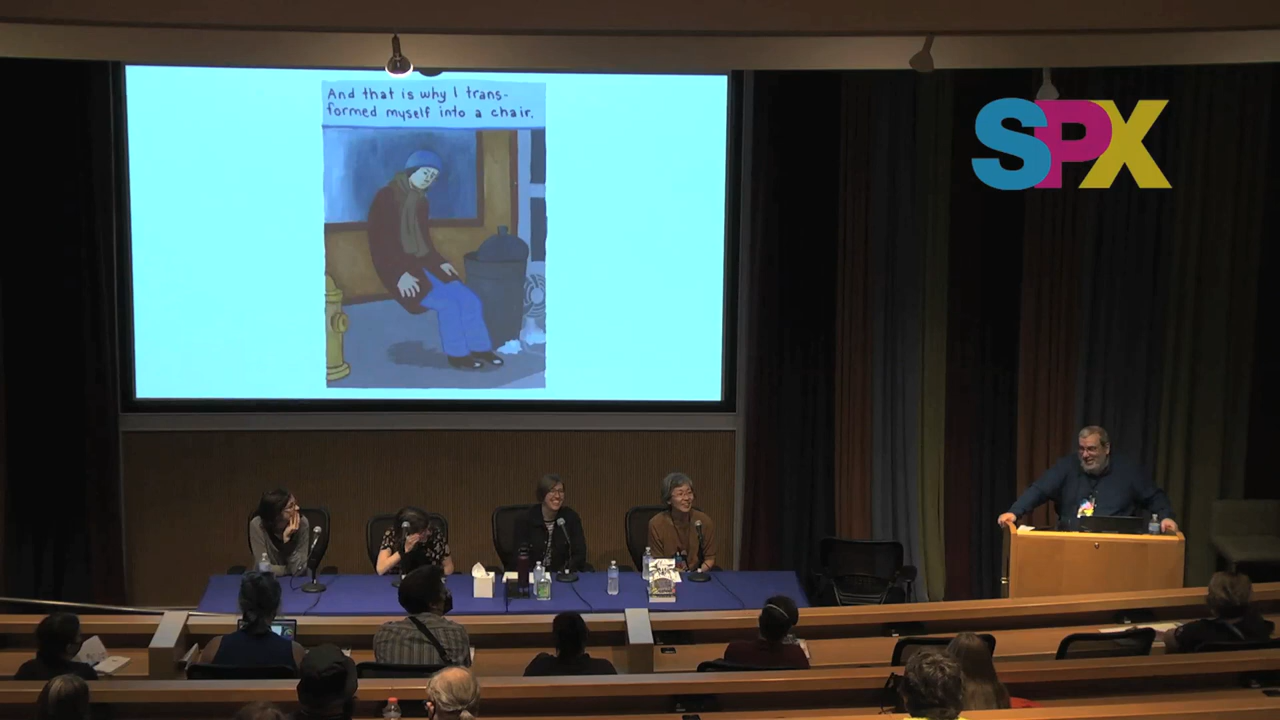 And that is why I trans-
formed myself into a chair.
SPX